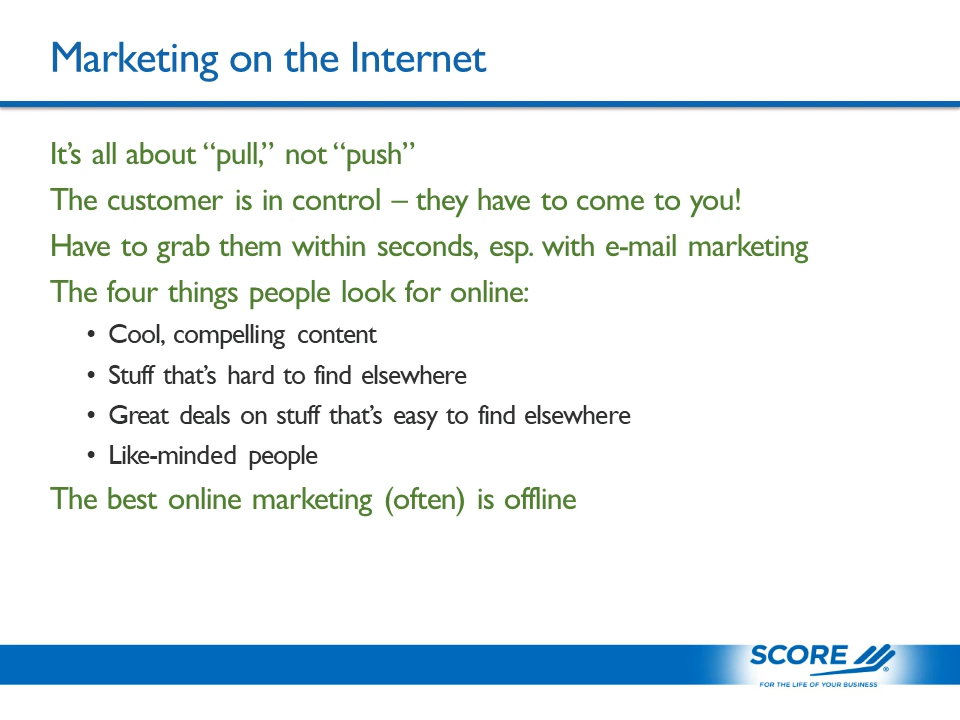 Marketing on the Internet
It’s all about “pull,” not “push”
The customer is in control – they have to come to you!
Have to grab them within seconds, esp. with e-mail marketing
The four things people look for online:
• Cool, compelling content
• Stuff that’s hard to find elsewhere
• Great deals on stuff that’s easy to find elsewhere
• Like-minded people
The best online marketing (often) is offline
SCORE ®
FOR THE LIFE OF YOUR BUSINESS